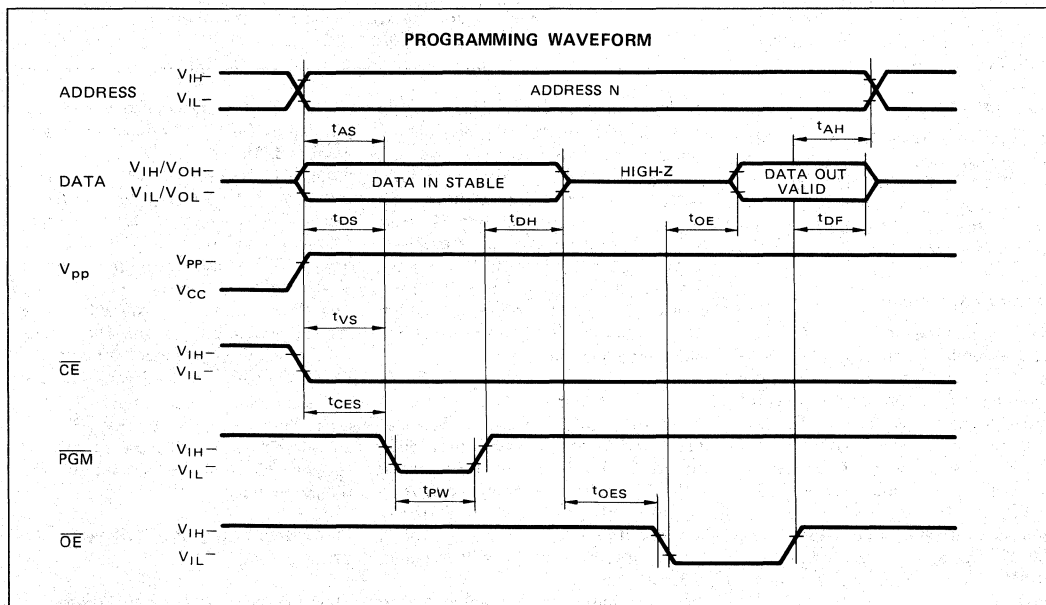 PROGRAMMING WAVEFORM
ADDRESS
VIH
VIL
ADDRESS N
tAS
tAH
DATA
VIH/VOH
VIL/VOL
DATA IN STABLE
HIGH-Z
DATA OUT
VALID
tDS
tDH
tOE
tDF
Vpp
VPP
VCC
tVS
CE
VIH
VIL
tCES
PGM
VIH
VIL
tPW
tOES
OE
VIH
VIL